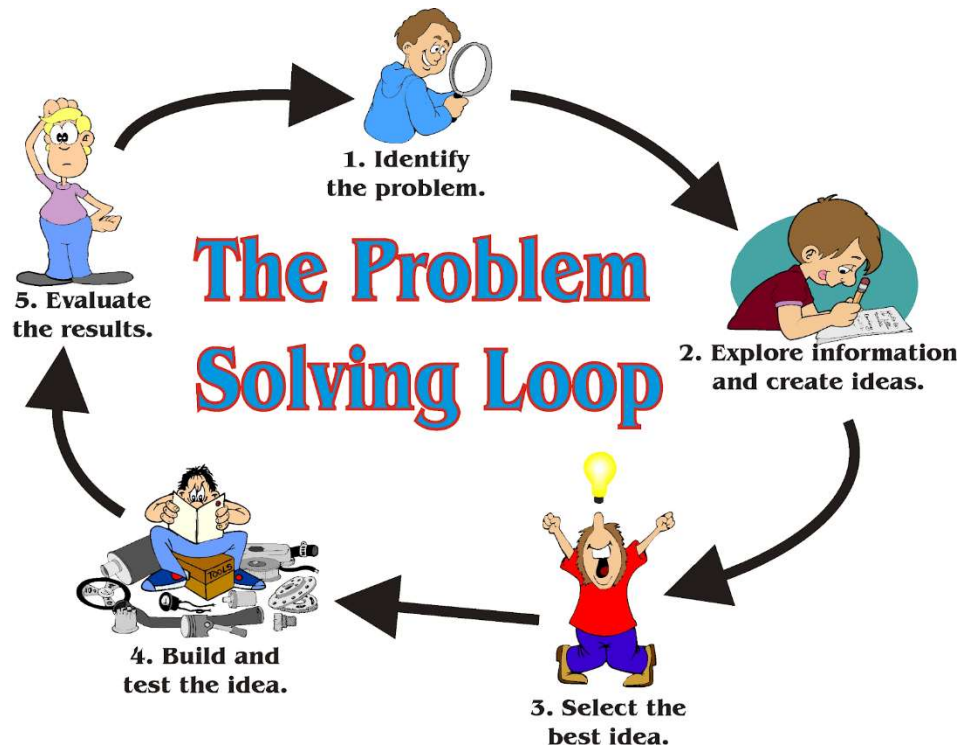 1. Identify
the problem.
The Problem
Solving Loop
2. Explore information
and create ideas.
3. Select the
best idea.
TOOLS
4. Build and
test the idea.
5. Evaluate
the results.